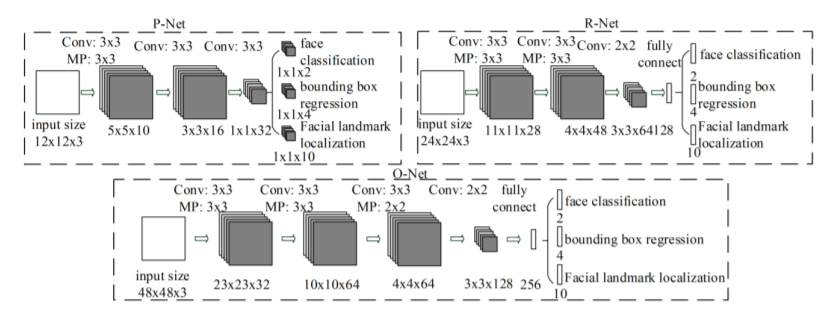 P-Net
Conv: 3x3 Conv: 3x3 Conv: 3x3
MP: 3x3
face
classification
1x1x2
bounding box
regression
1x1x4
Facial landmark
localization
1x1x10
input size
12x12x3
5x5x10
3x3x16
1x1x32
R-Net
Conv: 3x3 Conv: 3x3 Conv: 2x2 fully
MP: 3x3 MP: 3x3 connect
face classification
2
bounding box
regression
4
Facial landmark
localization
10
input size
24x24x3
11x11x28
4x4x48
3x3x64
128
O-Net
Conv: 3x3 Conv: 3x3 Conv: 3x3 Conv: 2x2 fully
MP: 3x3 MP: 3x3 MP: 2x2 connect
face classification
2
bounding box regression
4
Facial landmark localization
10
input size
48x48x3
23x23x32
10x10x64
4x4x64
3x3x128
256